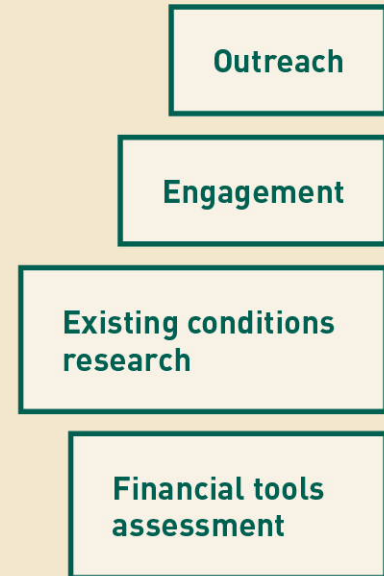 Outreach
Engagement
Existing conditions
research
Financial tools
assessment